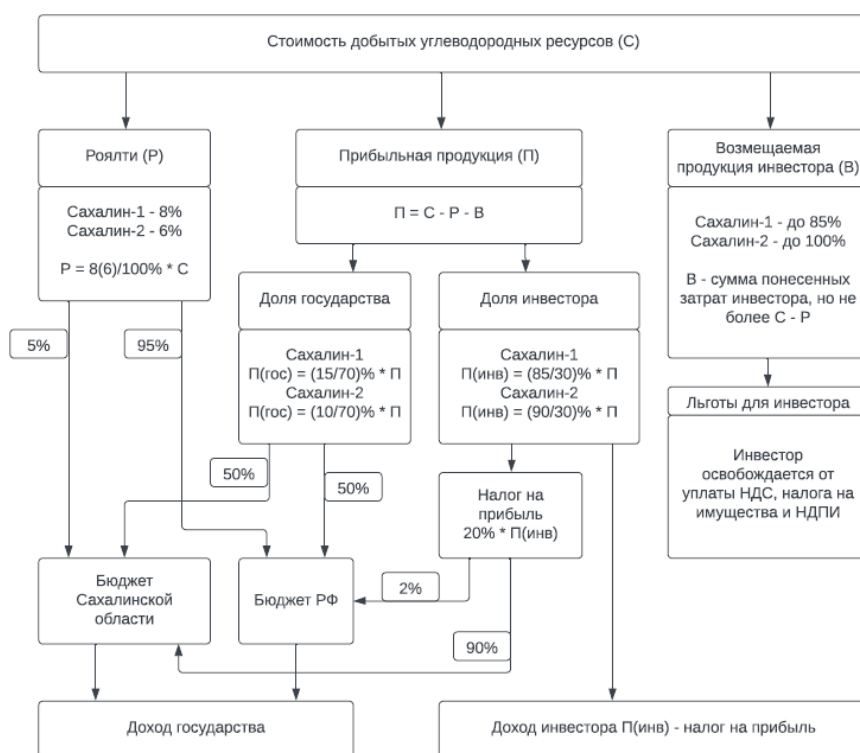 Стоимость добытых углеводородных ресурсов (С)
Роялти (Р)
Сахалин-1 - 8%
Сахалин-2 - 6%
Р = 8(6)/100% * С
Прибыльная продукция (П)
П = С - Р - В
Возмещаемая
продукция инвестора (В)
Сахалин-1 - до 85%
Сахалин-2 - до 100%
В - сумма понесенных
затрат инвестора, но не
более С - Р
Доля государства
Сахалин-1
П(гос) = (15/70)% * П
Сахалин-2
П(гос) = (10/70)% * П
Доля инвестора
Сахалин-1
П(инв) = (85/30)% * П
Сахалин-2
П(инв) = (90/30)% * П
5%
95%
Льготы для инвестора
Инвестор
освобождается от
уплаты НДС, налога на
имущества и НДПИ
50%
50%
Налог на
прибыль
20% * П(инв)
Бюджет
Сахалинской
области
Бюджет РФ
2%
90%
Доход государства
Доход инвестора П(инв) - налог на прибыль